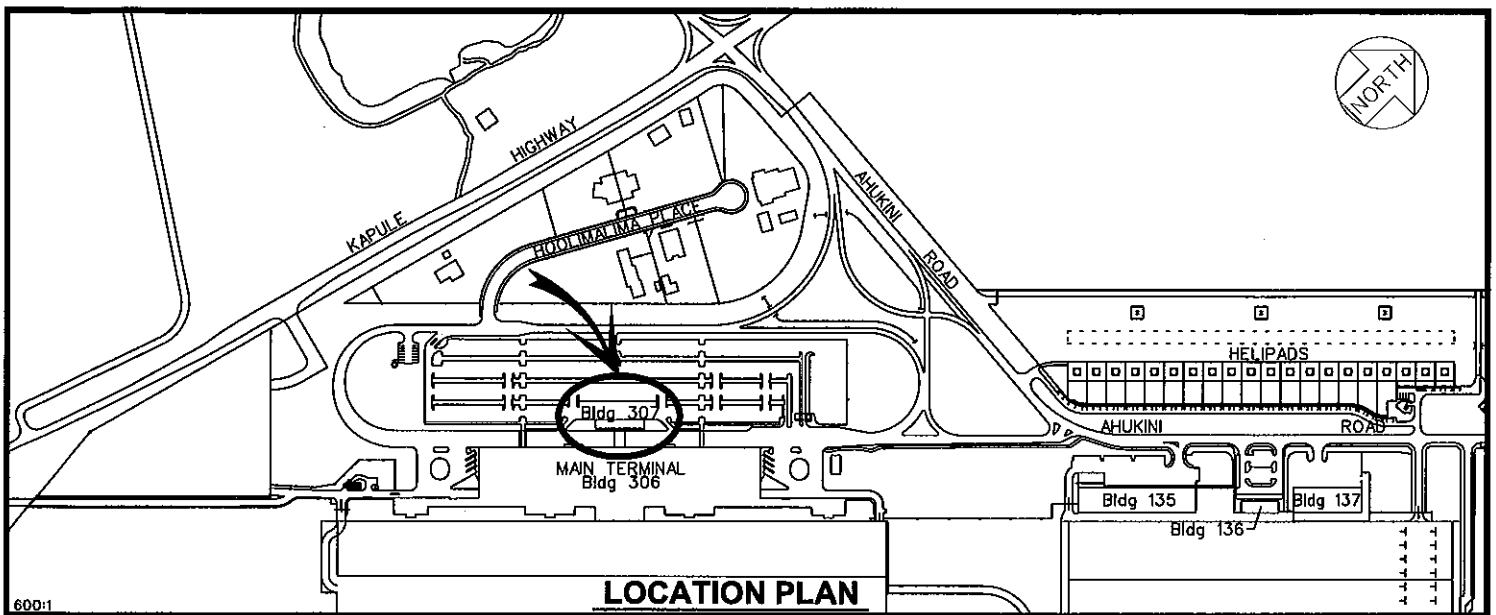 NORTH
KAPULE
HIGHWAY
HOOLIMALIMA PLACE
AHUKINI
ROAD
HELIPADS
AHUKINI
ROAD
Bldg 307
MAIN TERMINAL
Bldg 306
Bldg 135
Bldg 136
Bldg 137
LOCATION PLAN
600:1